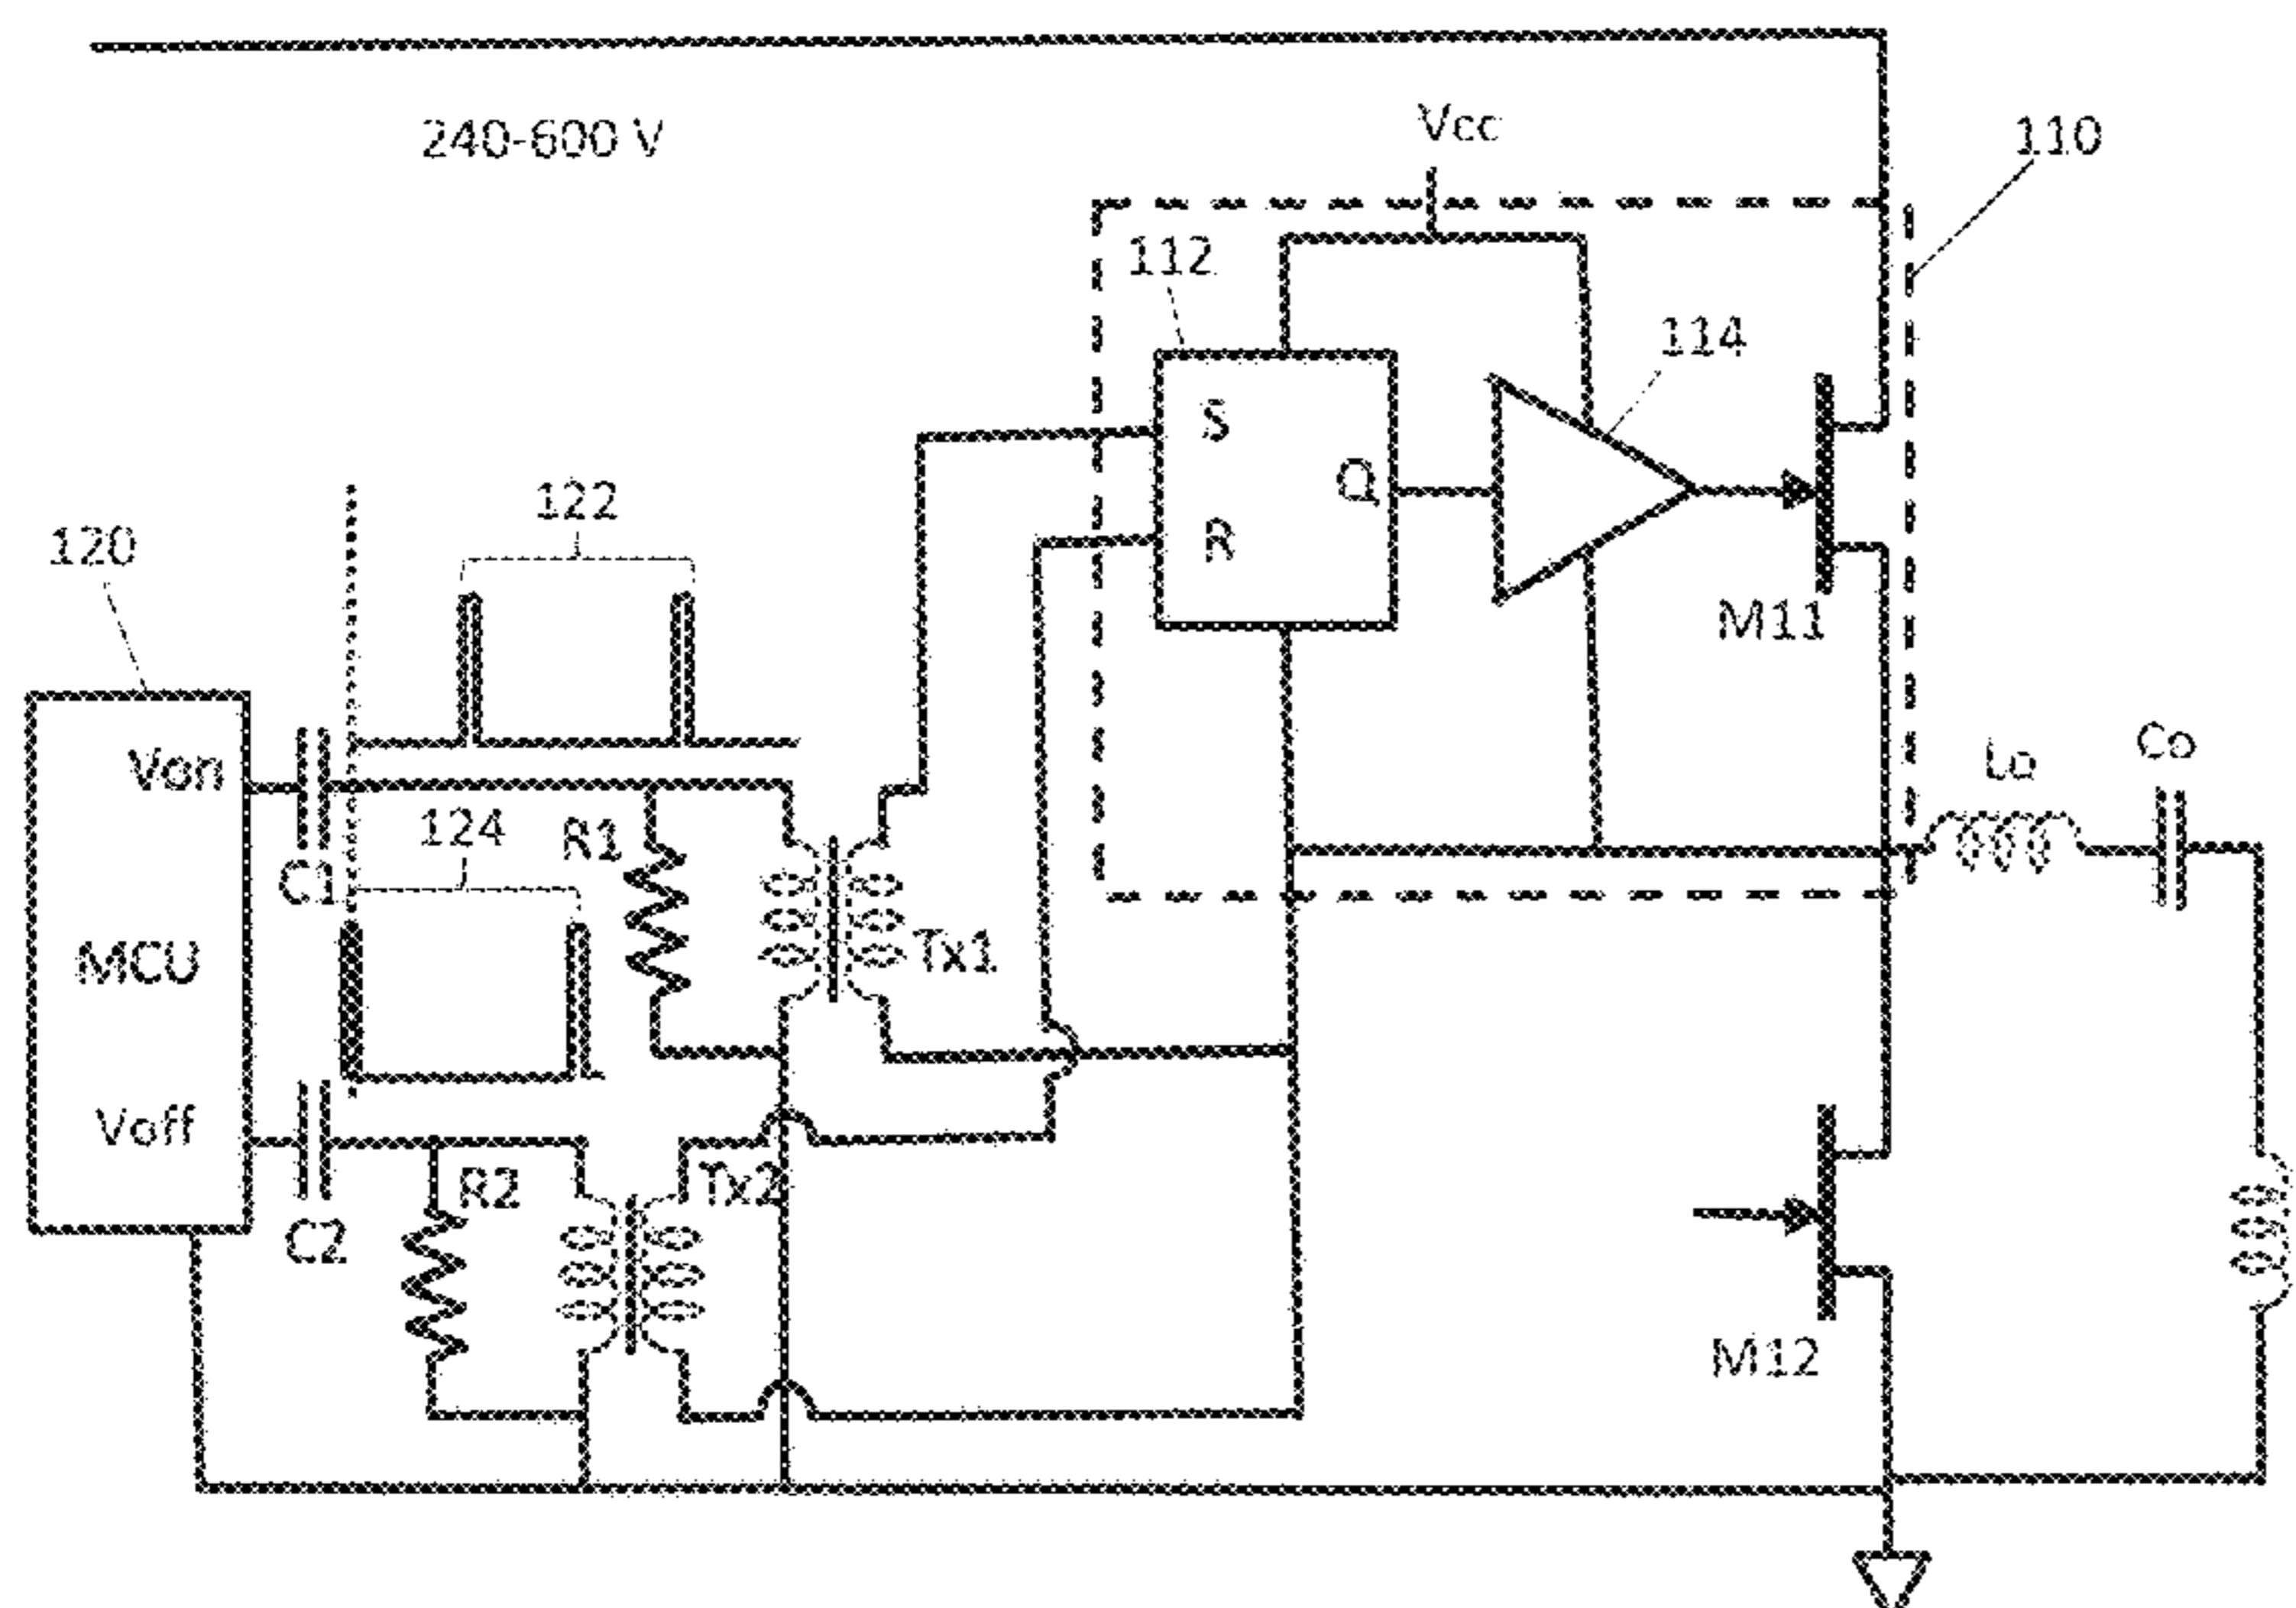 240-600 V
Vcc
110
112
114
S
Q
R
M11
122
120
Von
C1
124
R1
Tx1
Lo
Co
MCU
Voff
C2
R2
Tx2
M12